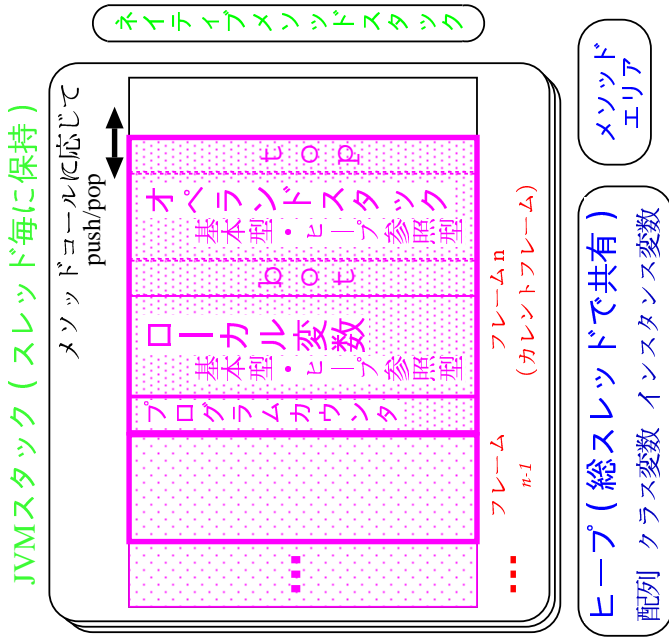 ネイティブメソッドスタック
JVMスタック ( スレッド毎に保持 )
メソッドコールに応じて
push/pop
top
オペランドスタック
基本型・ヒープ参照型
bot
ローカル変数
基本型・ヒープ参照型
プログラムカウンタ
フレームn
(カレントフレーム)
フレーム
n-1
メソッド
エリア
ヒープ ( 総スレッドで共有 )
配列 クラス変数 インスタンス変数